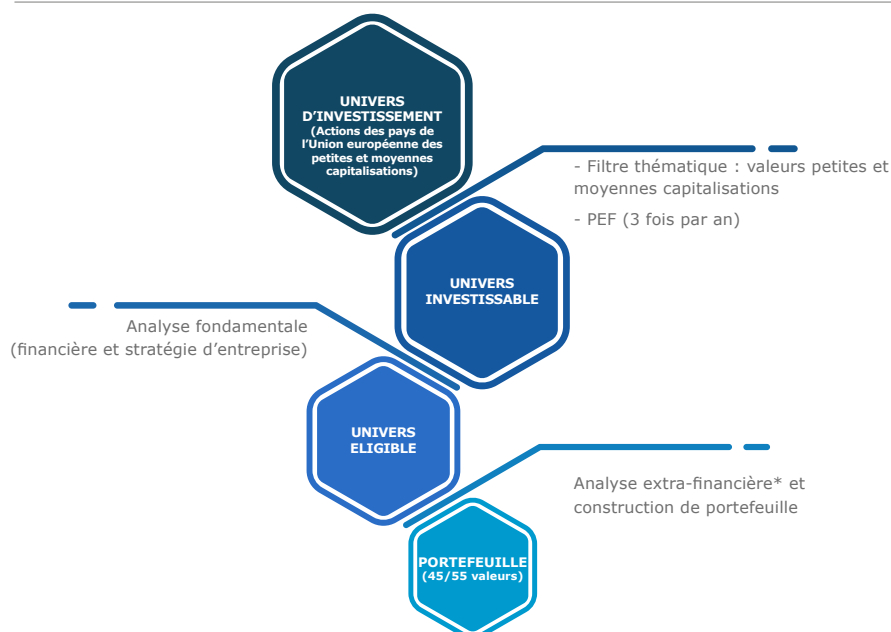 UNIVERS
D’INVESTISSEMENT
(Actions des pays de
l’Union européenne des
petites et moyennes
capitalisations)
- Filtre thématique : valeurs petites et
moyennes capitalisations
- PEF (3 fois par an)
UNIVERS
INVESTISSABLE
Analyse fondamentale
(financière et stratégie d’entreprise)
UNIVERS
ELIGIBLE
Analyse extra-financière* et
construction de portefeuille
PORTEFEUILLE
(45/55 valeurs)